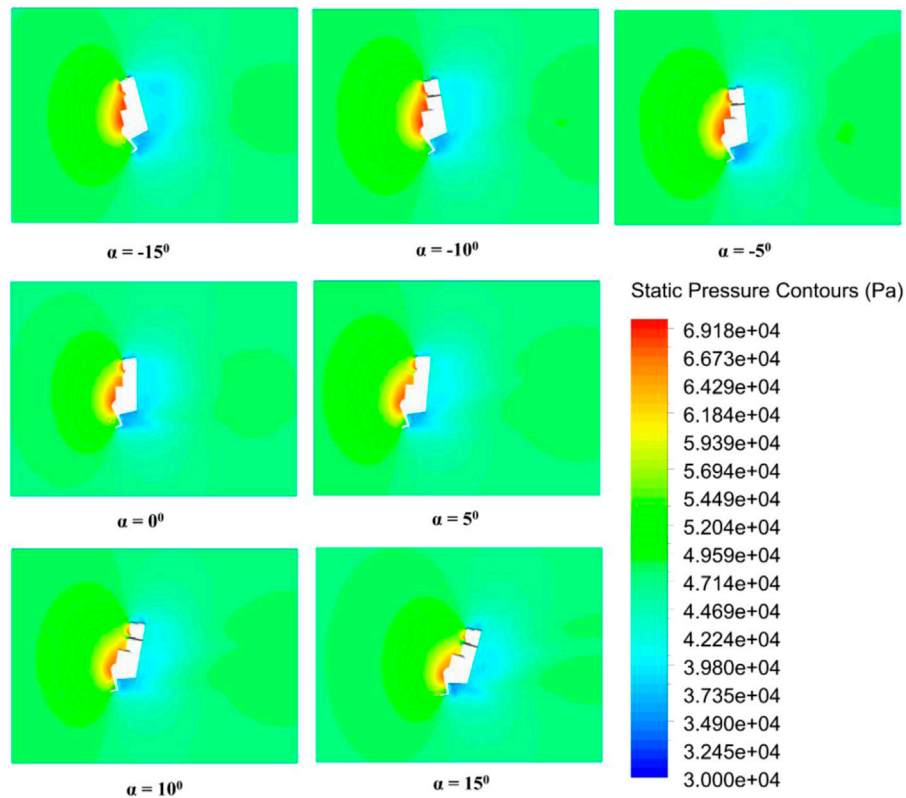 α = -15⁰
α = -10⁰
α = -5⁰
Static Pressure Contours (Pa)
6.918e+04
6.673e+04
6.429e+04
6.184e+04
5.939e+04
5.694e+04
5.449e+04
5.204e+04
4.959e+04
4.714e+04
4.469e+04
4.224e+04
3.980e+04
3.735e+04
3.490e+04
3.245e+04
3.000e+04
α = 0⁰
α = 5⁰
α = 10⁰
α = 15⁰